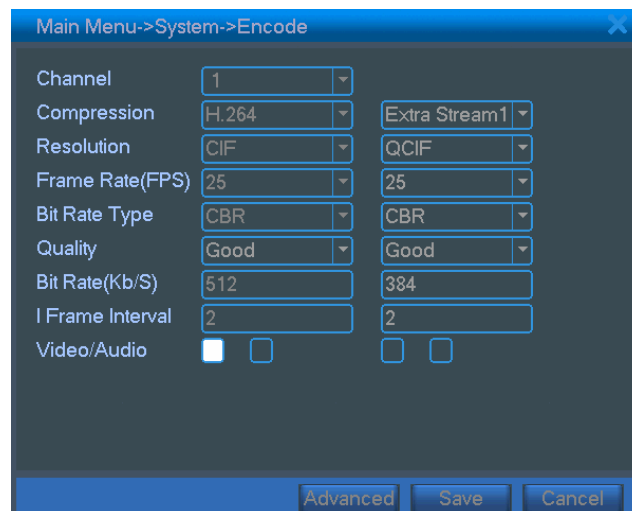 Main Menu->System->Encode
Channel 1
Compression H.264 Extra Stream1
Resolution CIF QCIF
Frame Rate(FPS) 25 25
Bit Rate Type CBR CBR
Quality Good Good
Bit Rate(Kb/S) 512 384
I Frame Interval 2 2
Video/Audio
Advanced Save Cancel